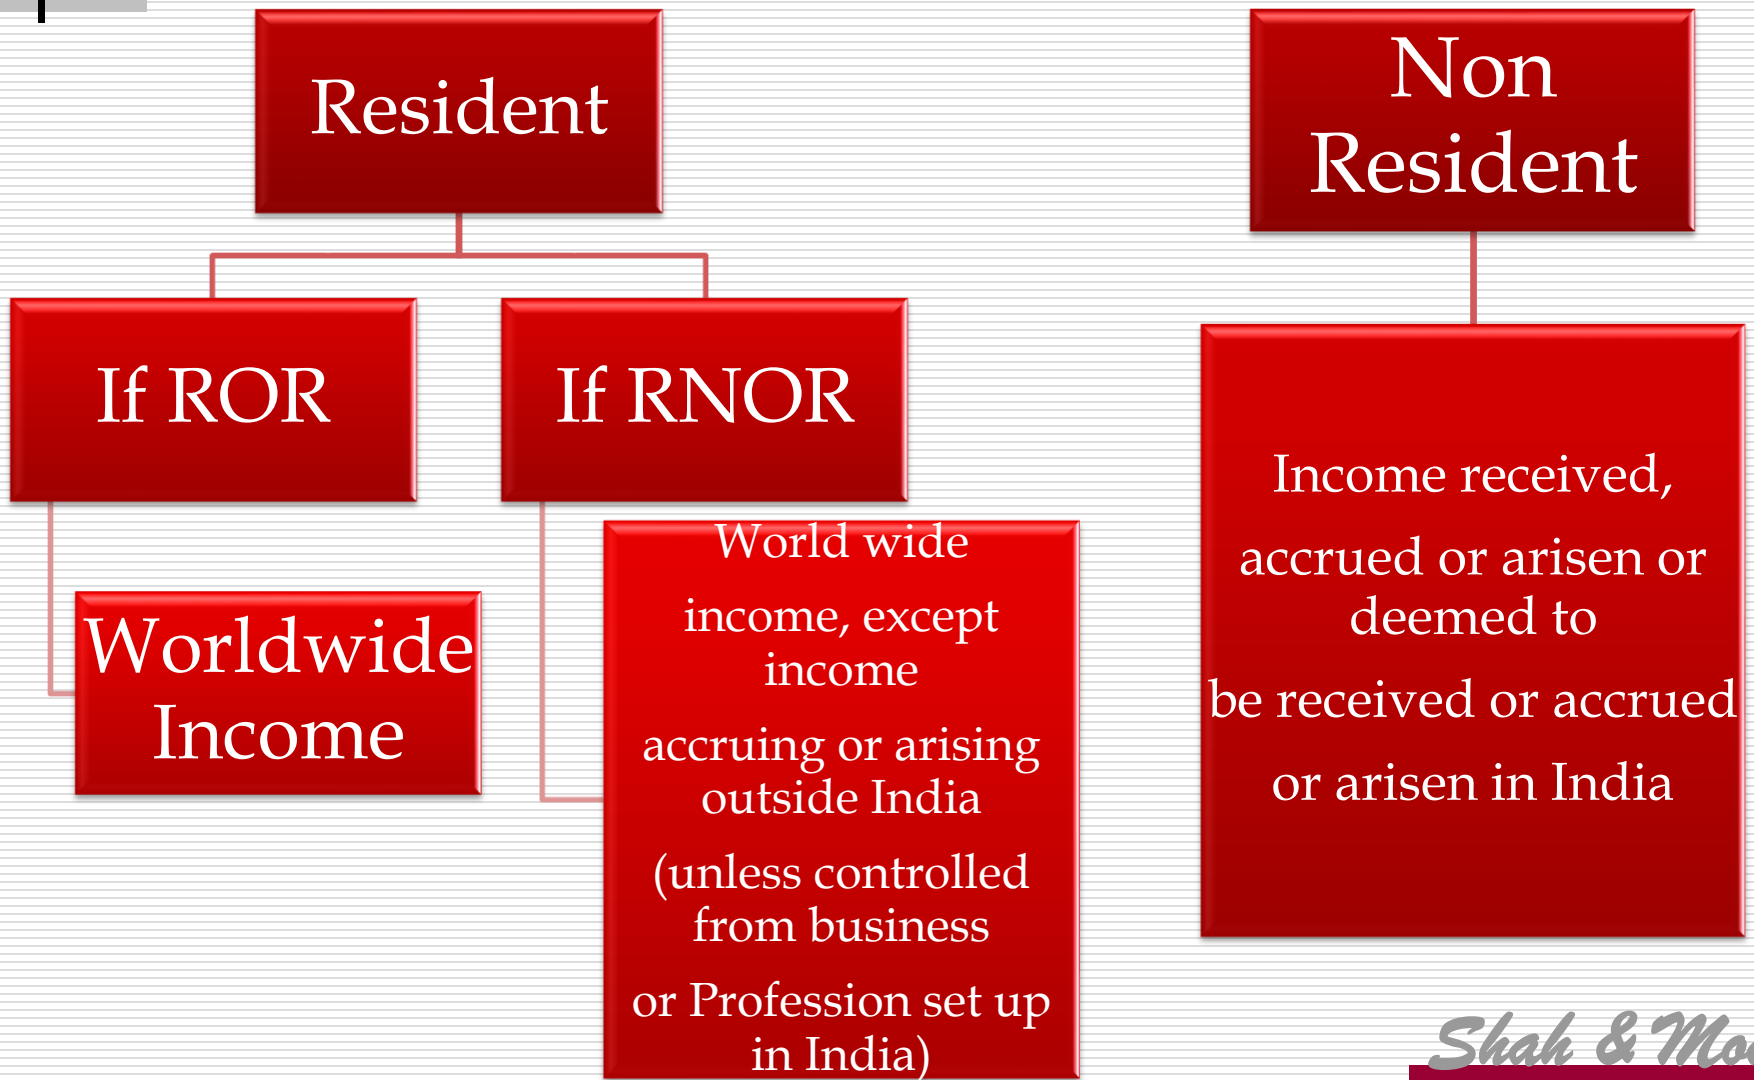 Resident
If ROR
Worldwide
Income
If RNOR
World wide
income, except
income
accruing or arising
outside India
(unless controlled
from business
or Profession set up
in India)
Non
Resident
Income received,
accrued or arisen or
deemed to
be received or accrued
or arisen in India
Shah &